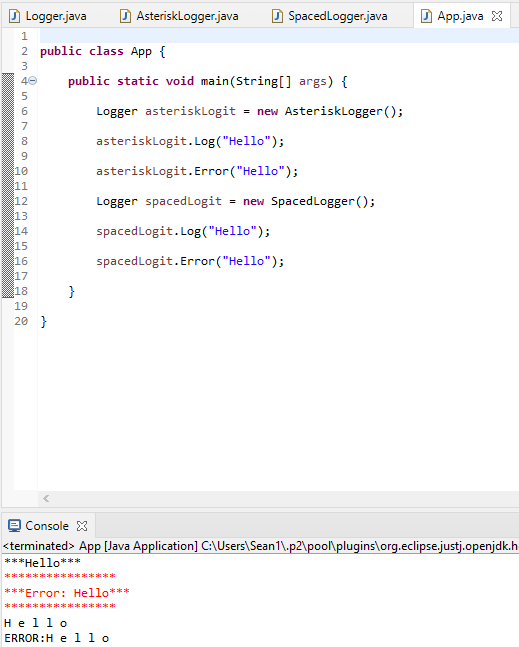 Logger.java AsteriskLogger.java SpacedLogger.java App.java
1
2 public class App {
3
4 public static void main(String[] args) {
5
6 Logger asteriskLogit = new AsteriskLogger();
7
8 asteriskLogit.Log("Hello");
9
10 asteriskLogit.Error("Hello");
11
12 Logger spacedLogit = new SpacedLogger();
13
14 spacedLogit.Log("Hello");
15
16 spacedLogit.Error("Hello");
17
18 }
19
20 }
Console
<terminated> App [Java Application] C:\Users\Sean1\.p2\pool\plugins\org.eclipse.justj.openjdk.h
***Hello***
****************
***Error: Hello***
****************
H e l l o
ERROR:H e l l o